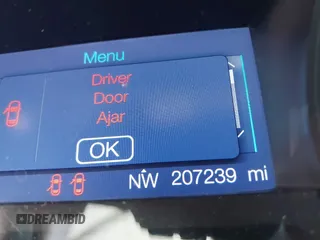 Menu
Driver
Door
Ajar
OK
NW 207239 mi
DREAMBID